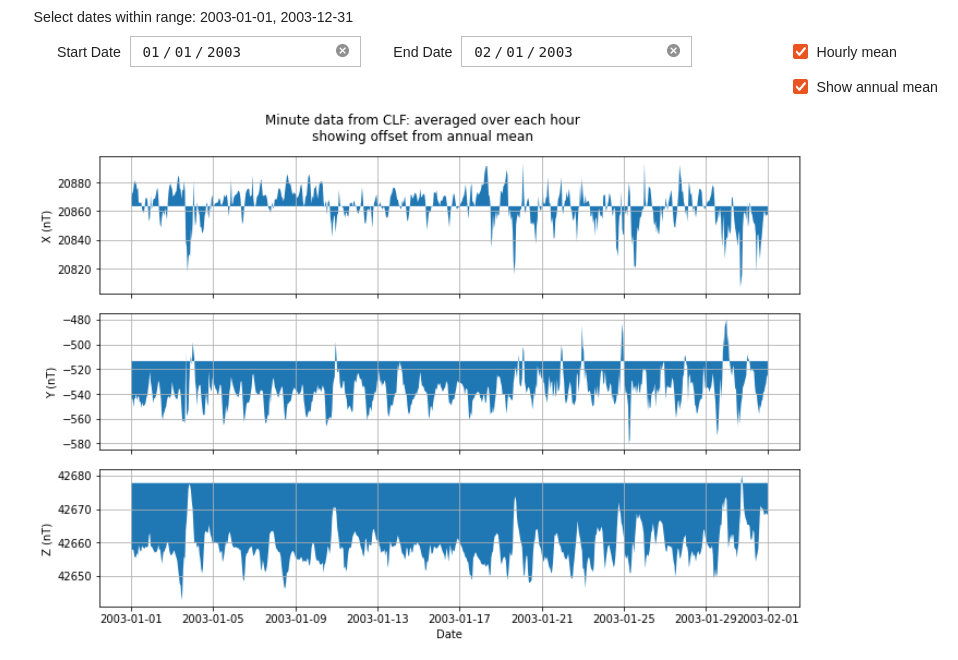 Select dates within range: 2003-01-01, 2003-12-31
Start Date 01 / 01 / 2003 End Date 02 / 01 / 2003 Hourly mean
Show annual mean
Minute data from CLF: averaged over each hour
showing offset from annual mean
20880
20860
20840
20820
X (nT)
−480
−500
−520
−540
−560
−580
Y (nT)
42680
42670
42660
42650
Z (nT)
2003-01-01 2003-01-05 2003-01-09 2003-01-13 2003-01-17 2003-01-21 2003-01-25 2003-01-29 2003-02-01
Date